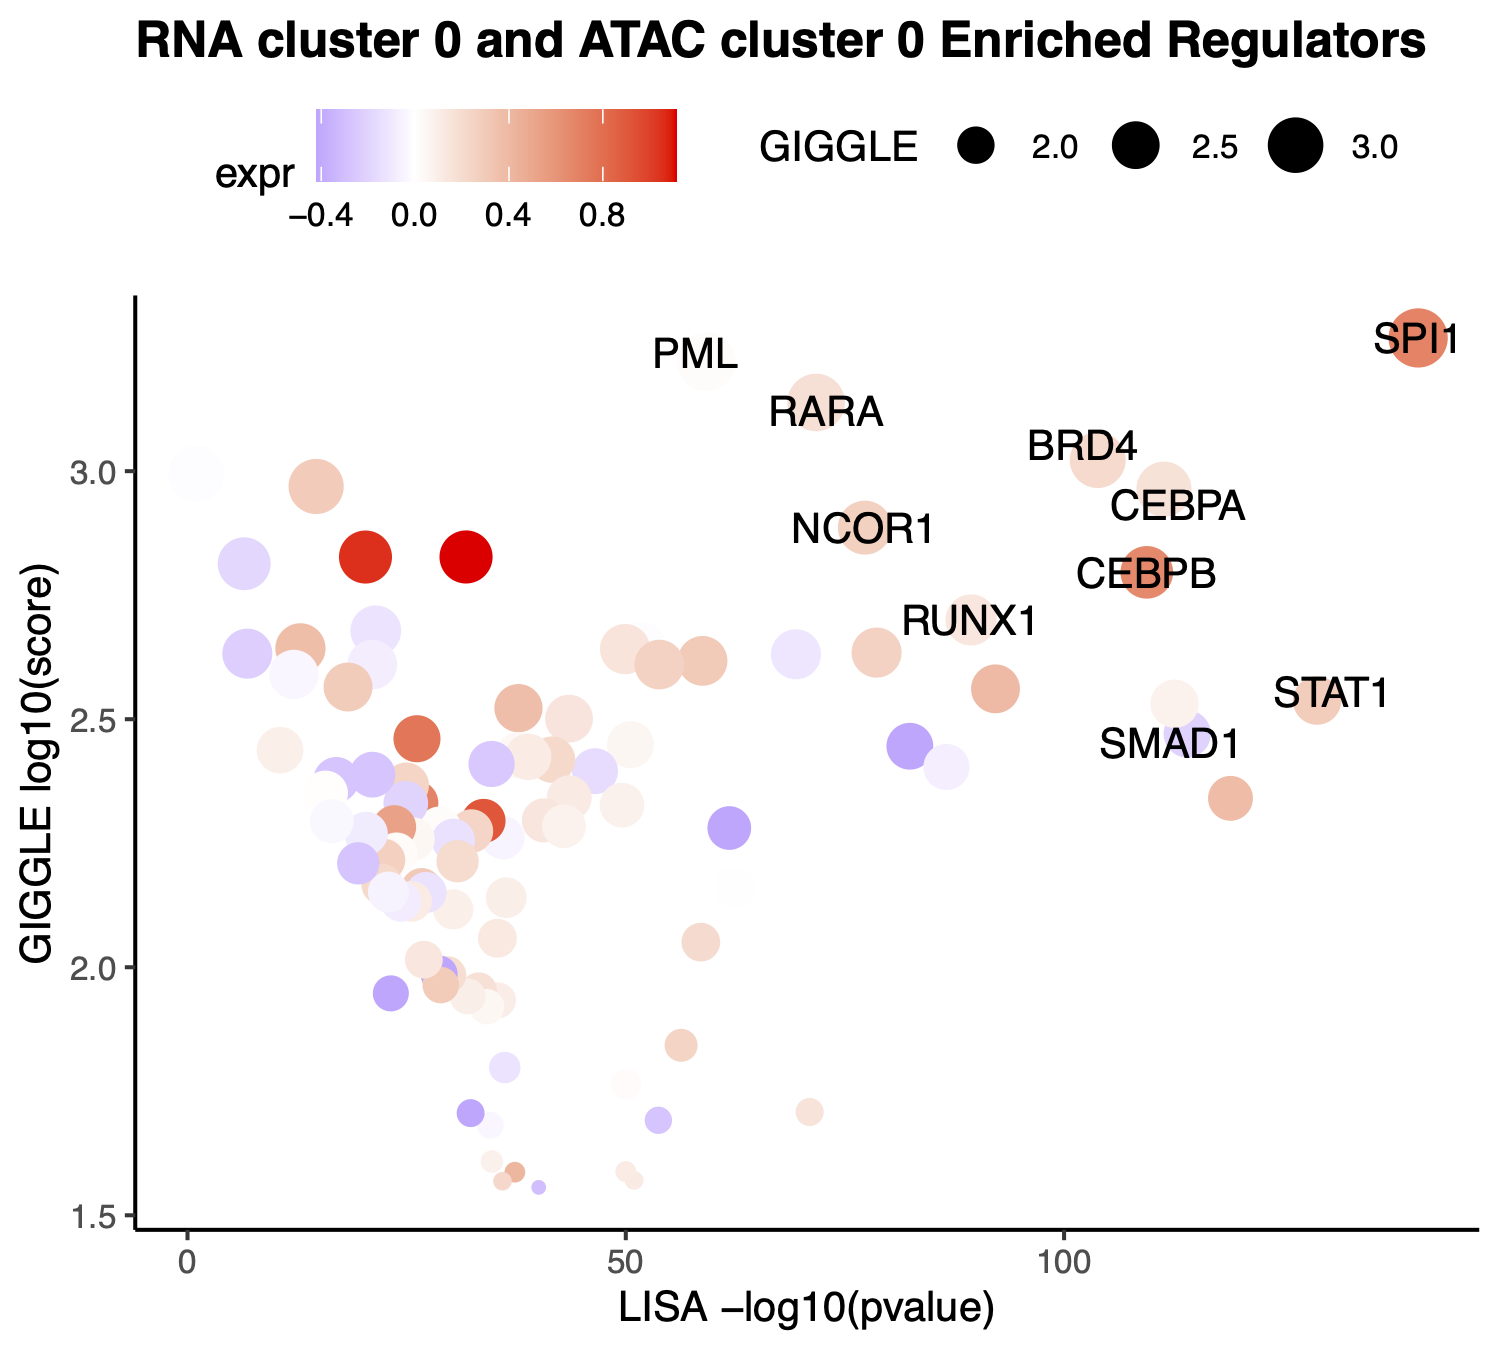 RNA cluster 0 and ATAC cluster 0 Enriched Regulators
expr
−0.4 0.0 0.4 0.8
GIGGLE 2.0 2.5 3.0
SPI1
PML
RARA
BRD4
CEBPA
NCOR1
CEBPB
RUNX1
STAT1
SMAD1
GIGGLE log10(score)
3.0
2.5
2.0
1.5
0 50 100
LISA −log10(pvalue)